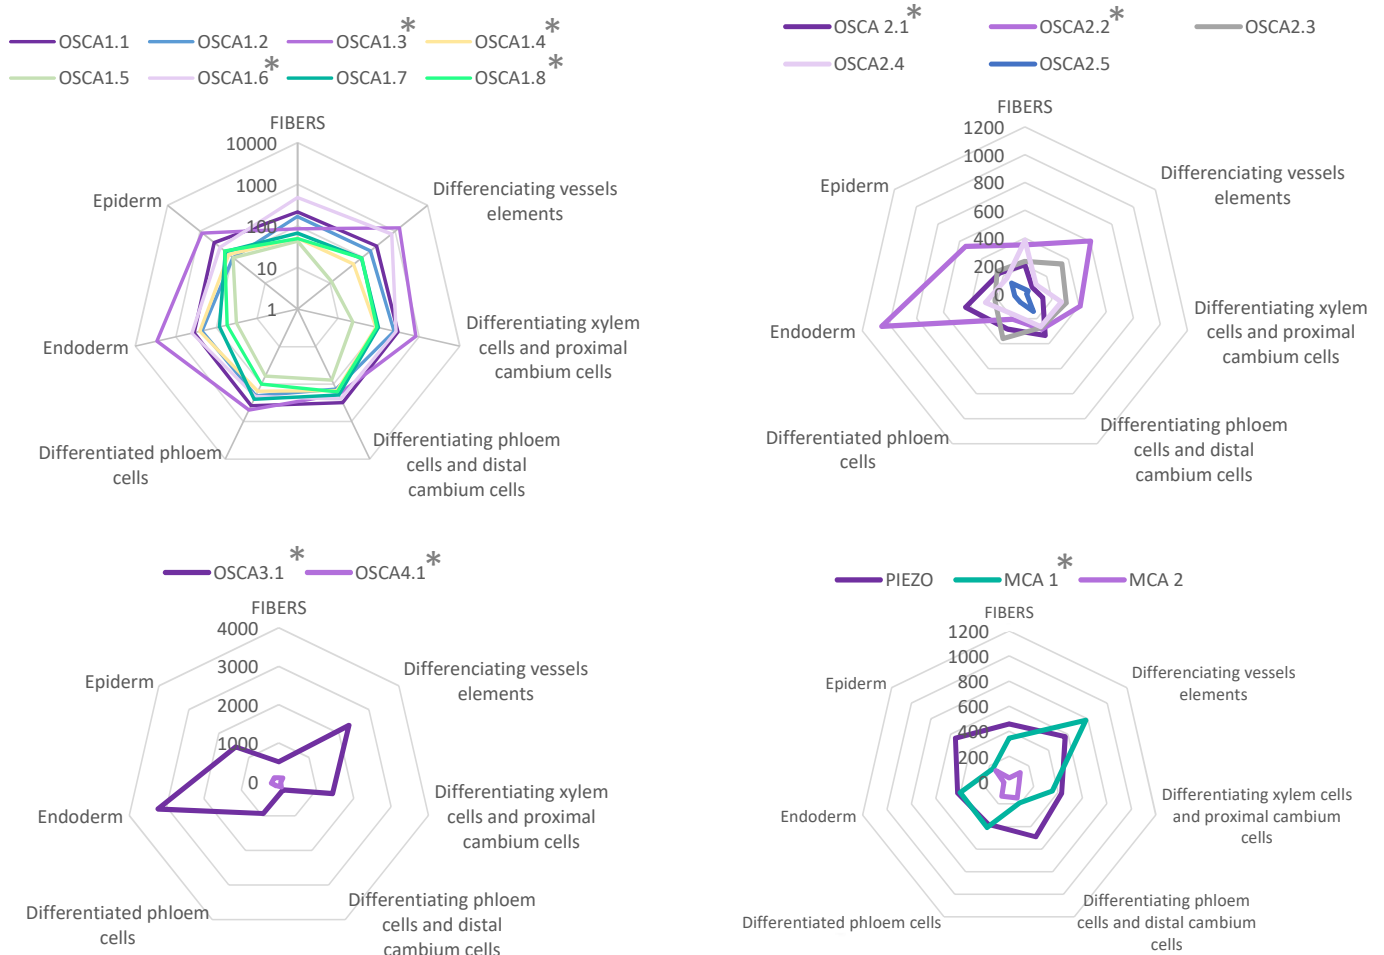 OSCA1.1 OSCA1.2 OSCA1.3* OSCA1.4*
OSCA1.5 OSCA1.6* OSCA1.7 OSCA1.8*
FIBERS
10000
1000
100
10
1
Differenciating vessels
elements
Differentiating xylem
cells and proximal
cambium cells
Differentiating phloem
cells and distal
cambium cells
Differentiated phloem
cells
Endoderm
Epiderm
OSCA 2.1* OSCA2.2* OSCA2.3
OSCA2.4 OSCA2.5
FIBERS
1200
1000
800
600
400
200
0
Differenciating vessels
elements
Differentiating xylem
cells and proximal
cambium cells
Differentiating phloem
cells and distal
cambium cells
Differentiated phloem
cells
Endoderm
Epiderm
OSCA3.1* OSCA4.1*
FIBERS
4000
3000
2000
1000
0
Differenciating vessels
elements
Differentiating xylem
cells and proximal
cambium cells
Differentiating phloem
cells and distal
cambium cells
Differentiated phloem
cells
Endoderm
Epiderm
PIEZO MCA 1* MCA 2
FIBERS
1200
1000
800
600
400
200
0
Differenciating vessels
elements
Differentiating xylem cells
and proximal cambium
cells
Differentiating phloem
cells and distal cambium
cells
Differentiated phloem cells
Endoderm
Epiderm